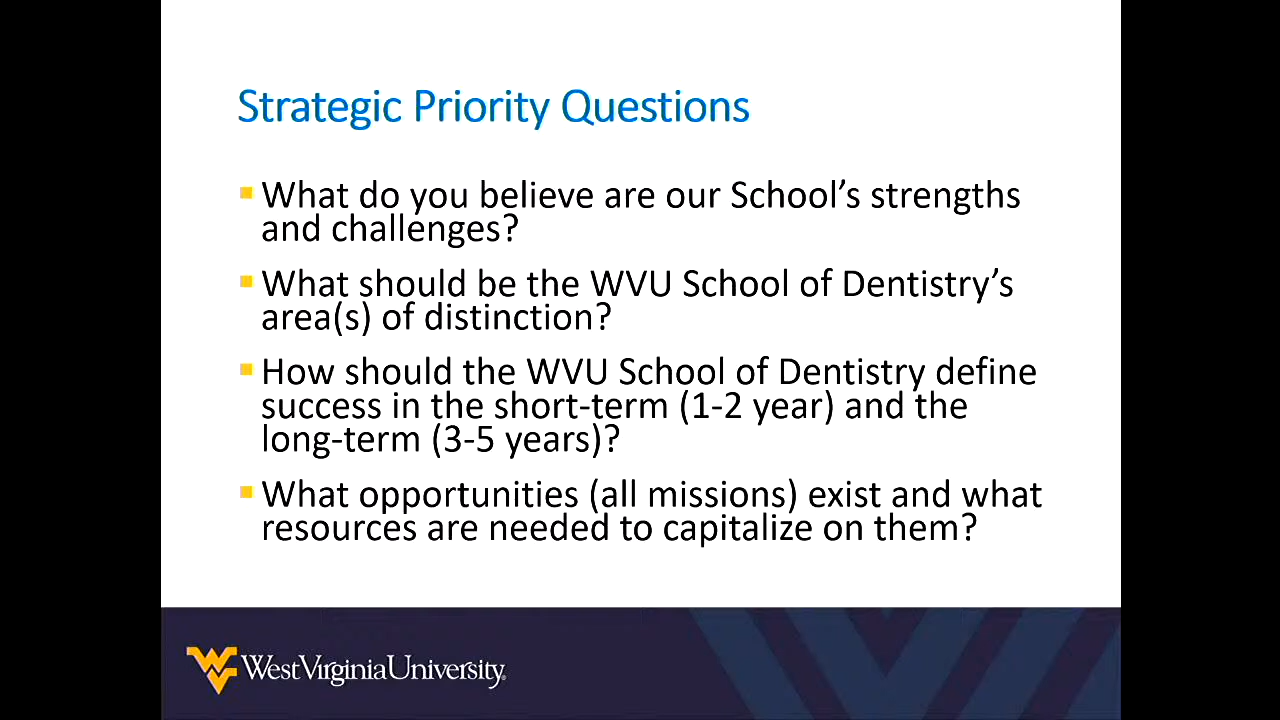 Strategic Priority Questions
What do you believe are our School’s strengths
and challenges?
What should be the WVU School of Dentistry’s
area(s) of distinction?
How should the WVU School of Dentistry define
success in the short-term (1-2 year) and the
long-term (3-5 years)?
What opportunities (all missions) exist and what
resources are needed to capitalize on them?
West Virginia University.